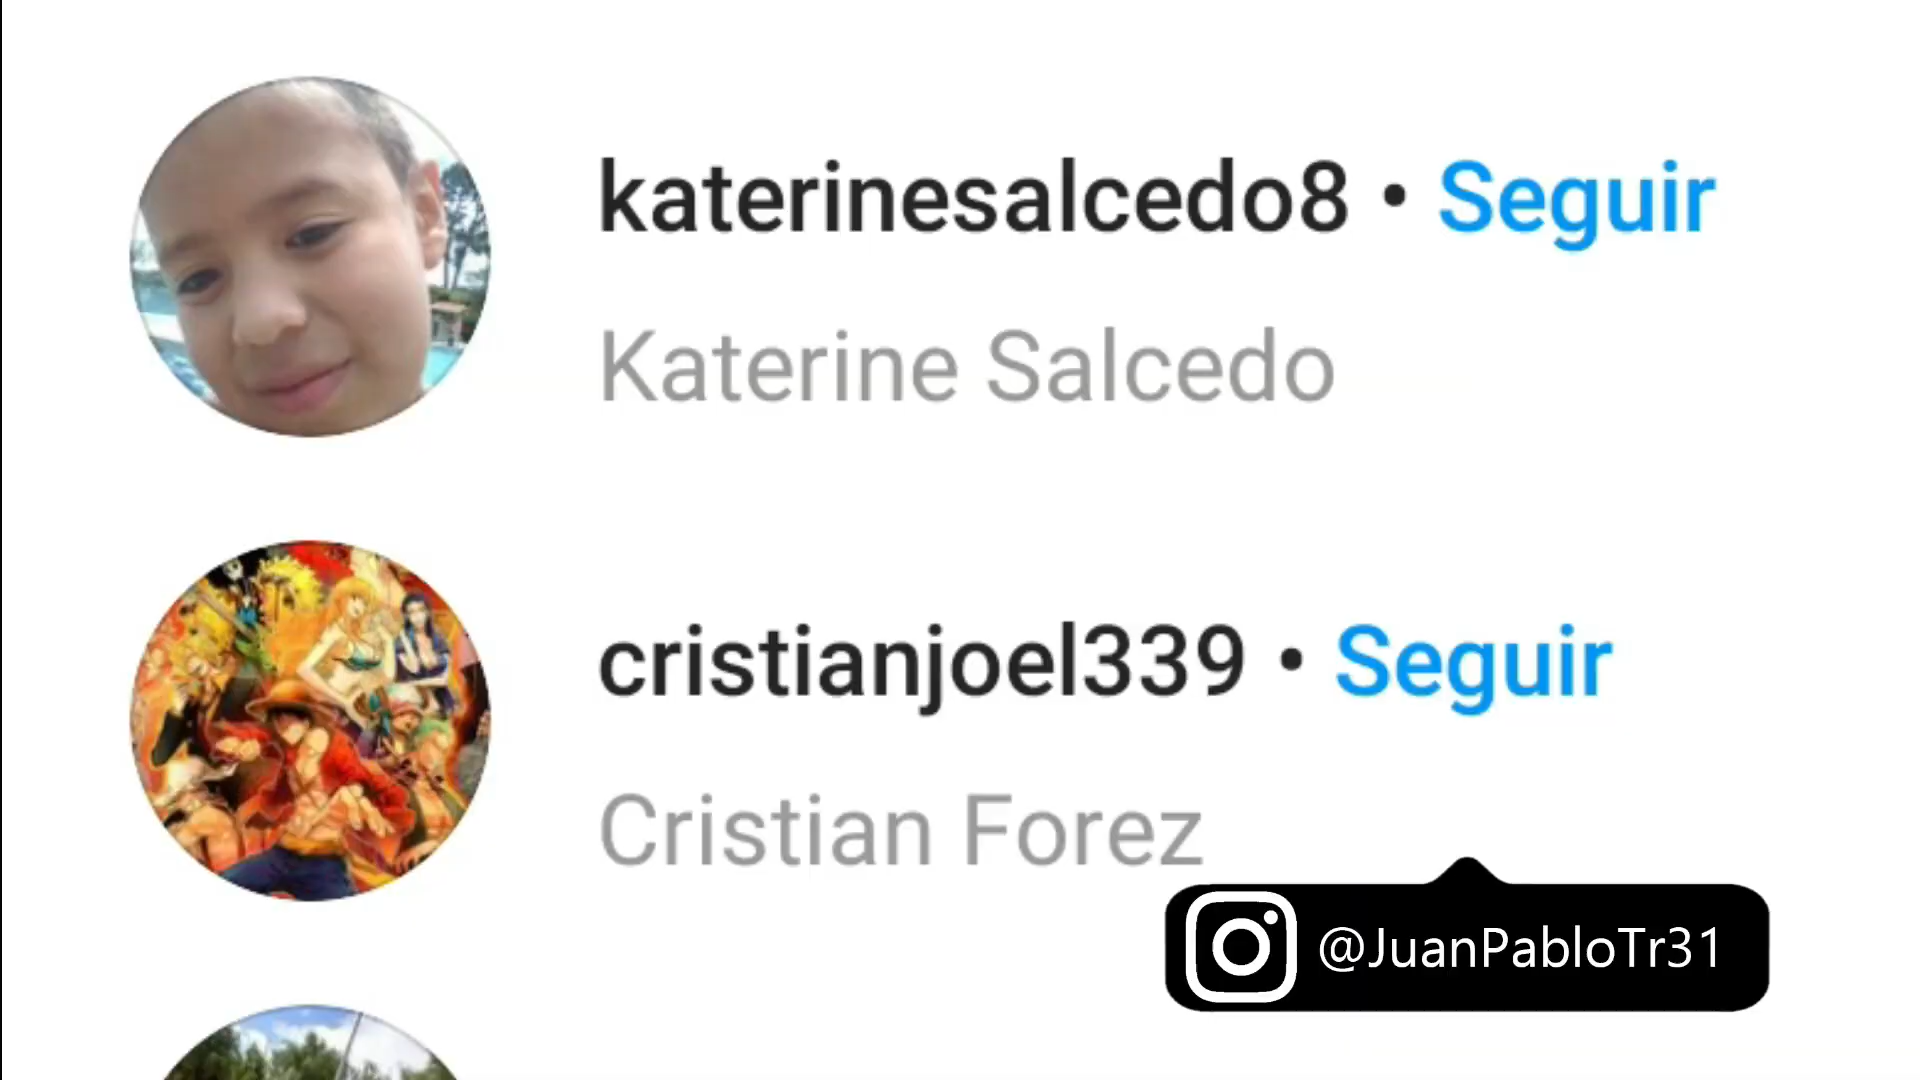 katerinesalcedo8 • Seguir
Katerine Salcedo
cristianjoel339 • Seguir
Cristian Forez
@JuanPabloTr31